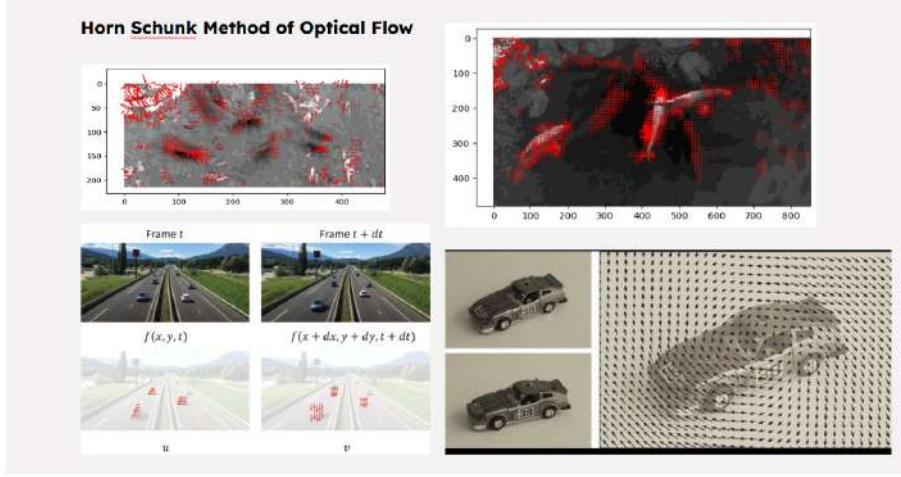 Horn Schunk Method of Optical Flow
0
50
100
150
200
0 100 200 300 400
0
100
200
300
400
0 100 200 300 400 500 600 700 800
Frame t Frame t + dt
f(x, y, t) f(x + dx, y + dy, t + dt)
u v